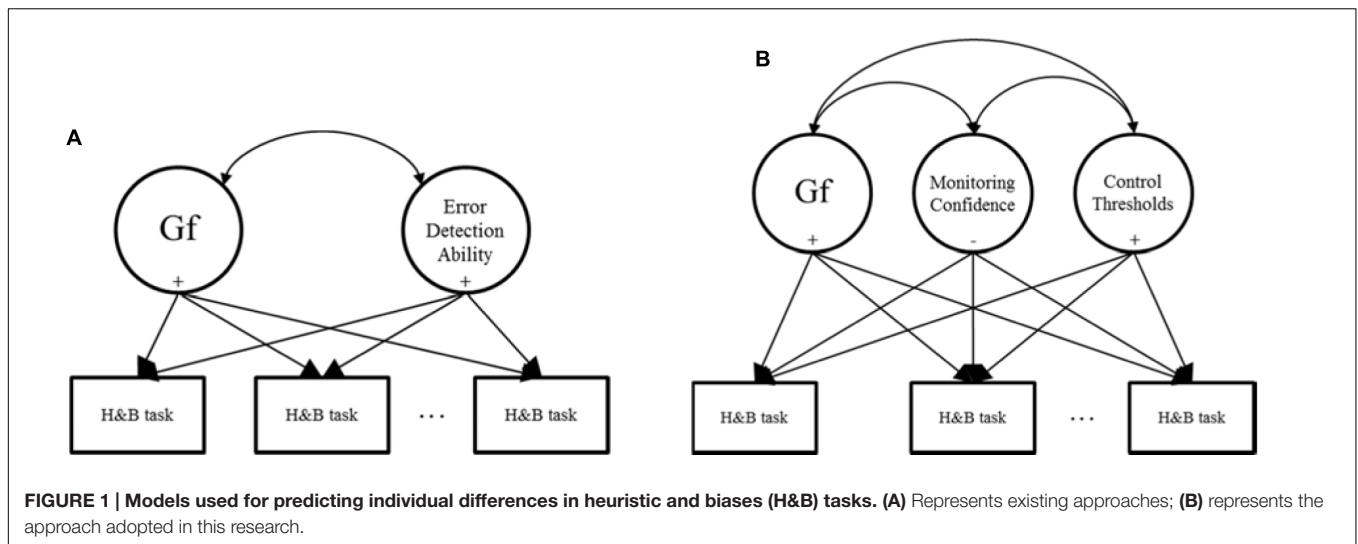 A
Gf
+
Error
Detection
Ability
+
H&B task
H&B task
...
H&B task
B
Gf
+
Monitoring
Confidence
-
Control
Thresholds
+
H&B task
H&B task
...
H&B task
FIGURE 1 | Models used for predicting individual differences in heuristic and biases (H&B) tasks. (A) Represents existing approaches; (B) represents the
approach adopted in this research.